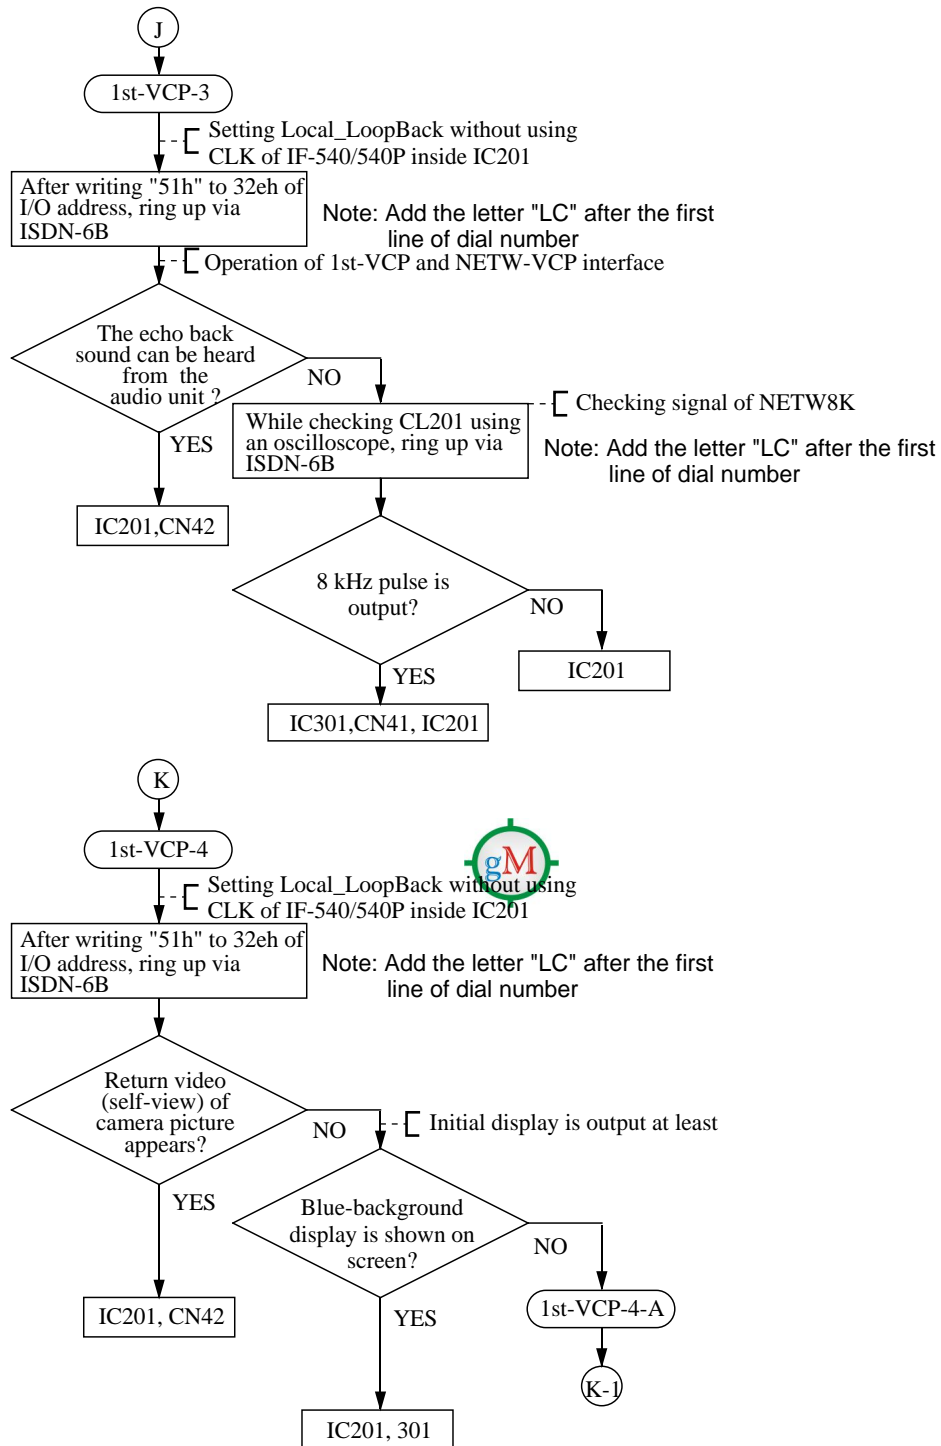 J
1st-VCP-3
Setting Local_LoopBack without using
CLK of IF-540/540P inside IC201
After writing "51h" to 32eh of
I/O address, ring up via
ISDN-6B
Note: Add the letter "LC" after the first
line of dial number
Operation of 1st-VCP and NETW-VCP interface
The echo back
sound can be heard
from the
audio unit ?
NO
YES
Checking signal of NETW8K
While checking CL201 using
an oscilloscope, ring up via
ISDN-6B
Note: Add the letter "LC" after the first
line of dial number
IC201,CN42
8 kHz pulse is
output?
NO
YES
IC201
IC301,CN41, IC201
K
1st-VCP-4
gM
Setting Local_LoopBack without using
CLK of IF-540/540P inside IC201
After writing "51h" to 32eh of
I/O address, ring up via
ISDN-6B
Note: Add the letter "LC" after the first
line of dial number
Return video
(self-view) of
camera picture
appears?
NO
YES
Initial display is output at least
Blue-background
display is shown on
screen?
NO
YES
IC201, CN42
1st-VCP-4-A
K-1
IC201, 301